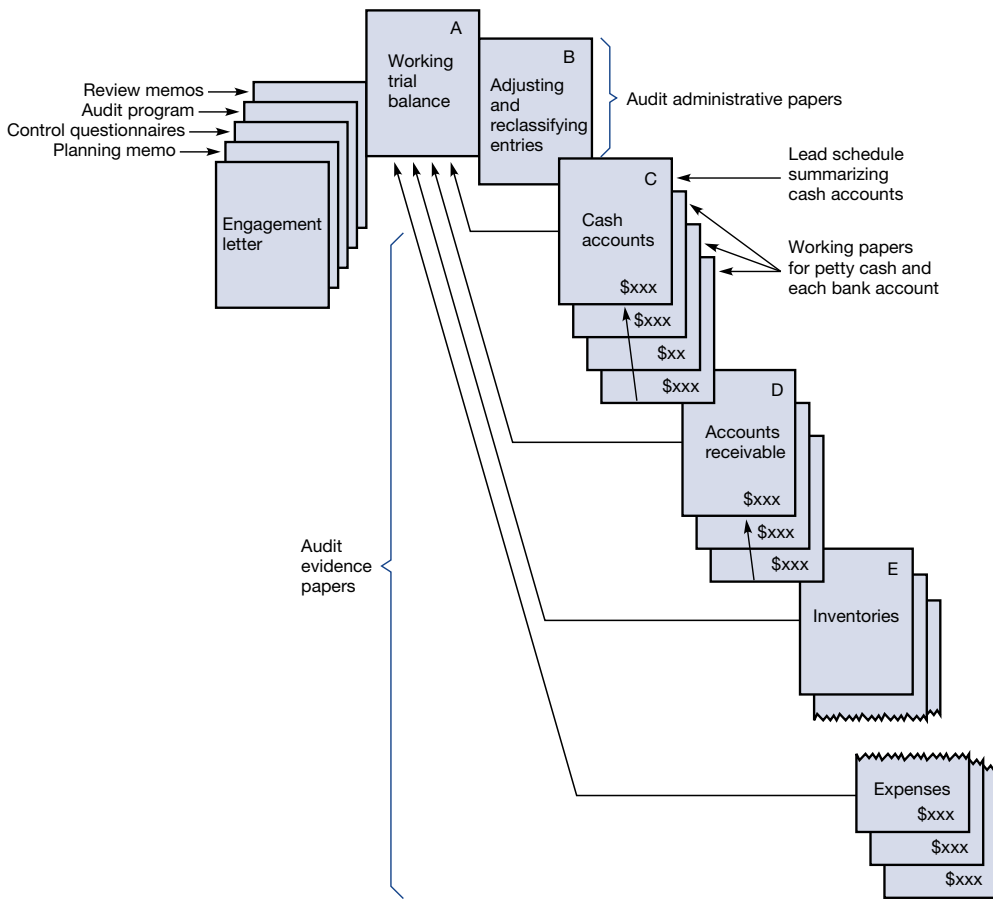 A
Working
trial
balance
B
Adjusting and
reclassifying
entries
Audit administrative papers
Review memos
Audit program
Control questionnaires
Planning memo
Engagement
letter
C
Cash
accounts
$xxx
$xxx
$xx
$xxx
Lead schedule
summarizing
cash accounts
Working papers
for petty cash and
each bank account
D
Accounts
receivable
$xxx
$xxx
$xxx
Audit
evidence
papers
E
Inventories
Expenses
$xxx
$xxx
$xxx